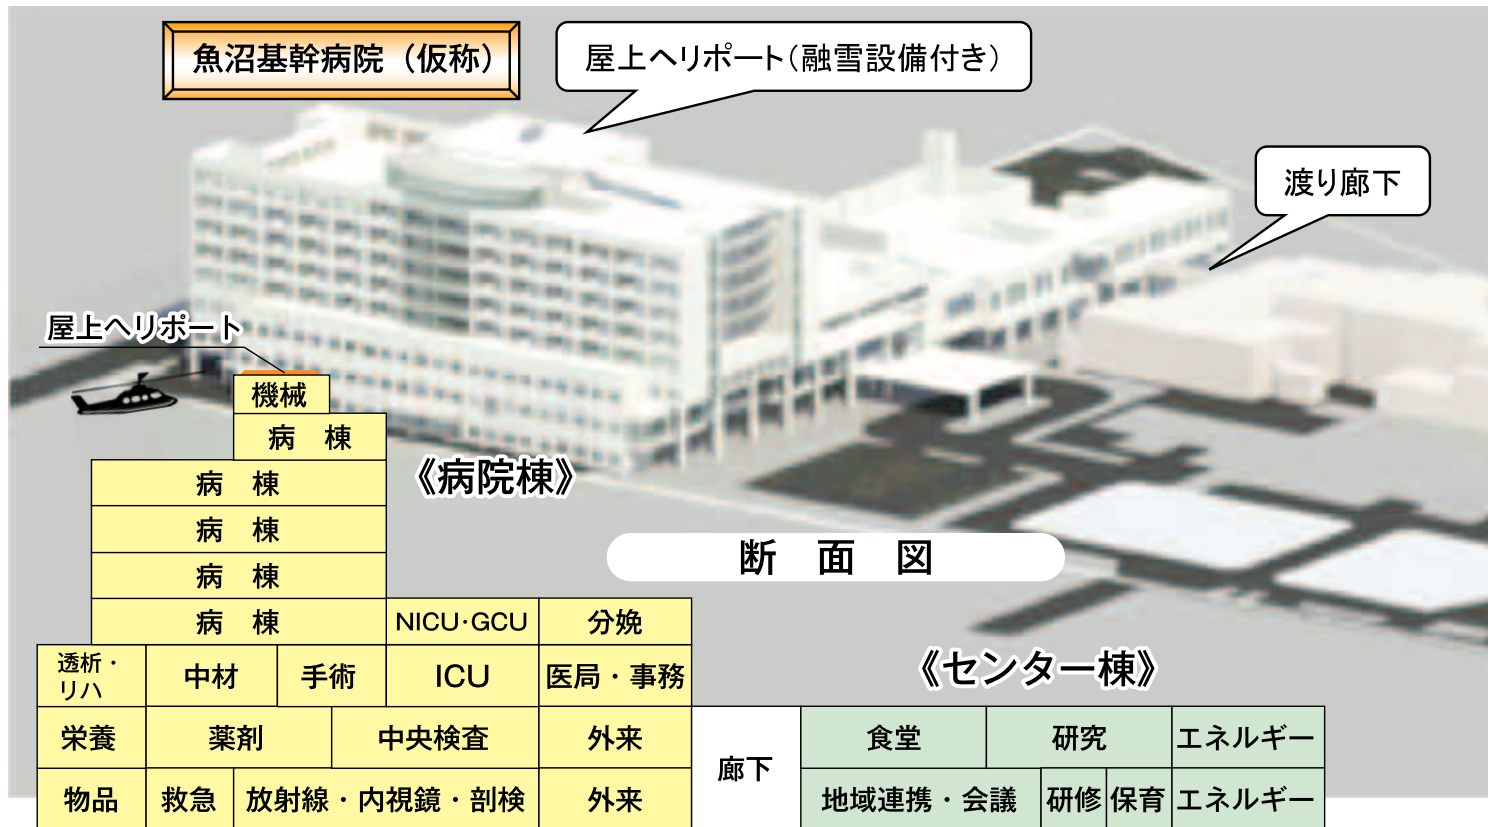 魚沼基幹病院（仮称）
屋上ヘリポート（融雪設備付き）
渡り廊下
屋上ヘリポート
機械
病　棟
病　棟
《病院棟》
病　棟
断　面　図
病　棟
病　棟
NICU･GCU
分娩
透析・
リハ
中材
手術
ICU
医局・事務
《センター棟》
栄養
薬剤
中央検査
外来
廊下
食堂
研究
エネルギー
物品
救急
放射線・内視鏡・剖検
外来
地域連携・会議
研修
保育
エネルギー